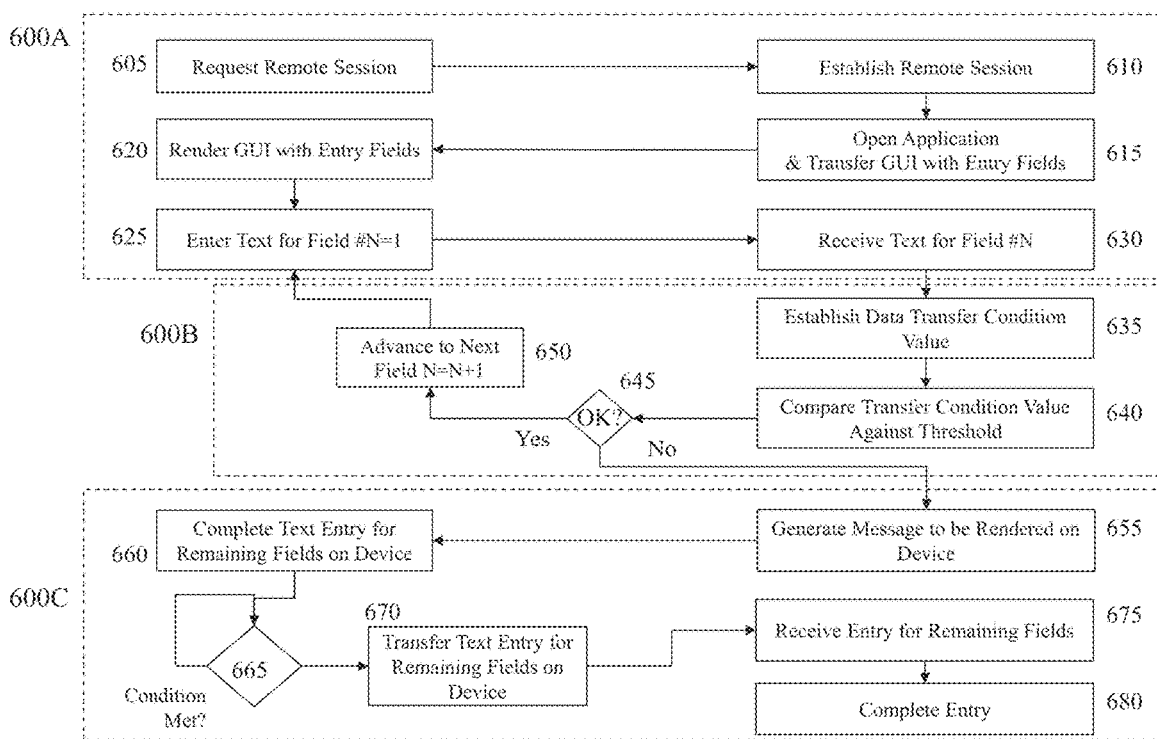 600A
605
Request Remote Session
Establish Remote Session
610
620
Render GUI with Entry Fields
Open Application
& Transfer GUI with Entry Fields
615
625
Enter Text for Field #N=1
Receive Text for Field #N
630
600B
Establish Data Transfer Condition
Value
635
Advance to Next
Field N=N+1
650
645
OK?
Yes
No
Compare Transfer Condition Value
Against Threshold
640
600C
660
Complete Text Entry for
Remaining Fields on Device
Generate Message to be Rendered on
Device
655
665
Condition
Met?
670
Transfer Text Entry for
Remaining Fields on
Device
Receive Entry for Remaining Fields
675
Complete Entry
680